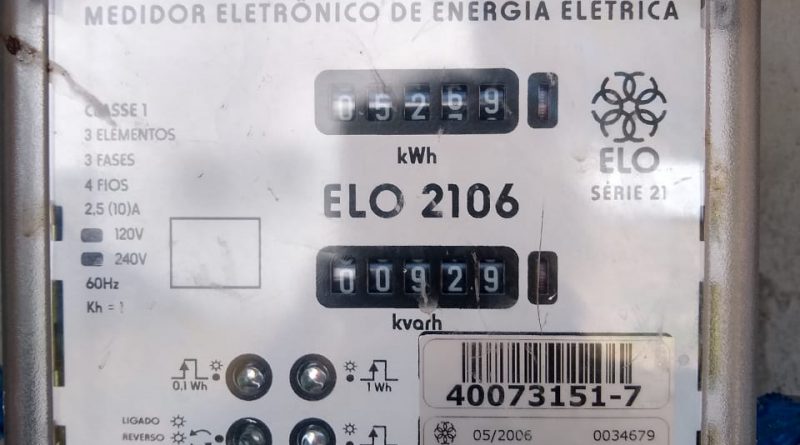 MEDIDOR ELETRÔNICO DE ENERGIA ELÉTRICA
CLASSE 1
3 ELEMENTOS
3 FASES
4 FIOS
2,5 (10)A
120V
240V
60Hz
Kh = 1
05269
kWh
ELO 2106
00929
kvarh
ELO
SÉRIE 21
0,1 Wh
1 Wh
LIGADO
REVERSO
40073151-7
05/2006 0034679